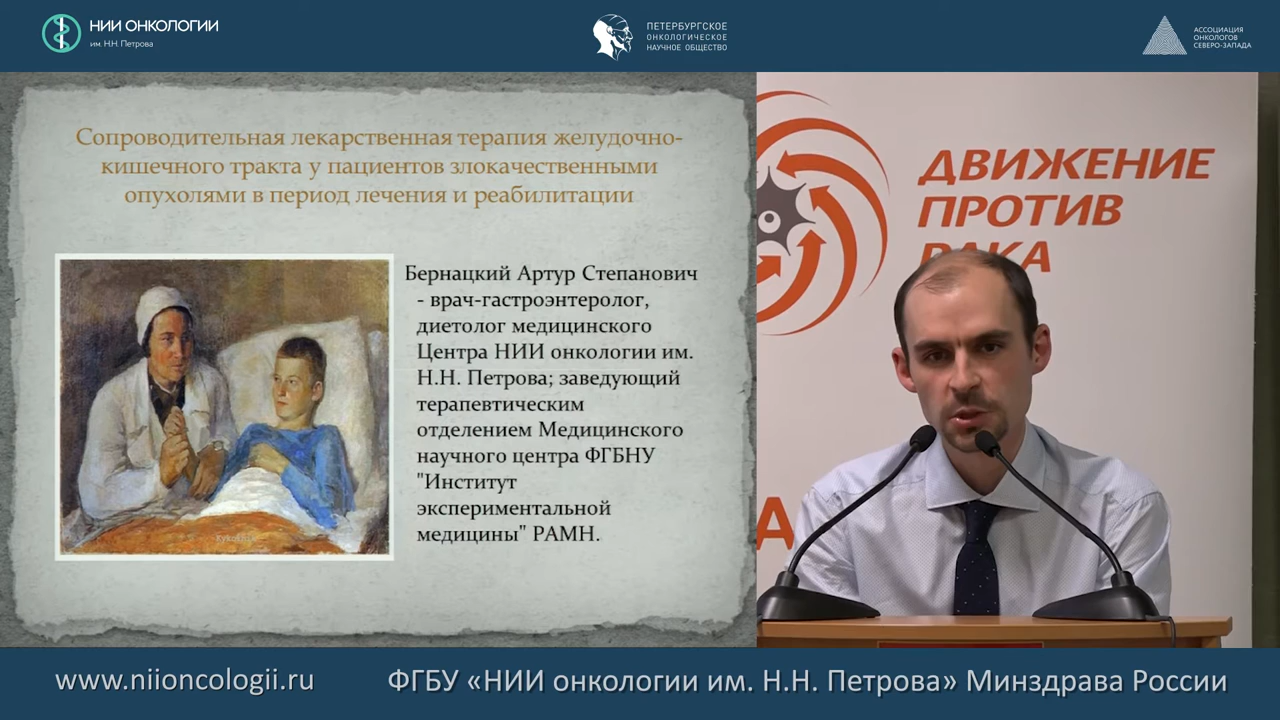 НИИ ОНКОЛОГИИ
им. Н.Н. Петрова
ПЕТЕРБУРГСКОЕ
ОНКОЛОГИЧЕСКОЕ
НАУЧНОЕ ОБЩЕСТВО
АССОЦИАЦИЯ
ОНКОЛОГОВ
СЕВЕРО-ЗАПАДА
Сопроводительная лекарственная терапия желудочно-
кишечного тракта у пациентов злокачественными
опухолями в период лечения и реабилитации
Бернацкий Артур Степанович
- врач-гастроэнтеролог,
диетолог медицинского
Центра НИИ онкологии им.
Н.Н. Петрова; заведующий
терапевтическим
отделением Медицинского
научного центра ФГБНУ
"Институт
экспериментальной
медицины" РАМН.
ДВИЖЕНИЕ
ПРОТИВ
РАКА
www.niioncologii.ru
ФГБУ «НИИ онкологии им. Н.Н. Петрова» Минздрава России